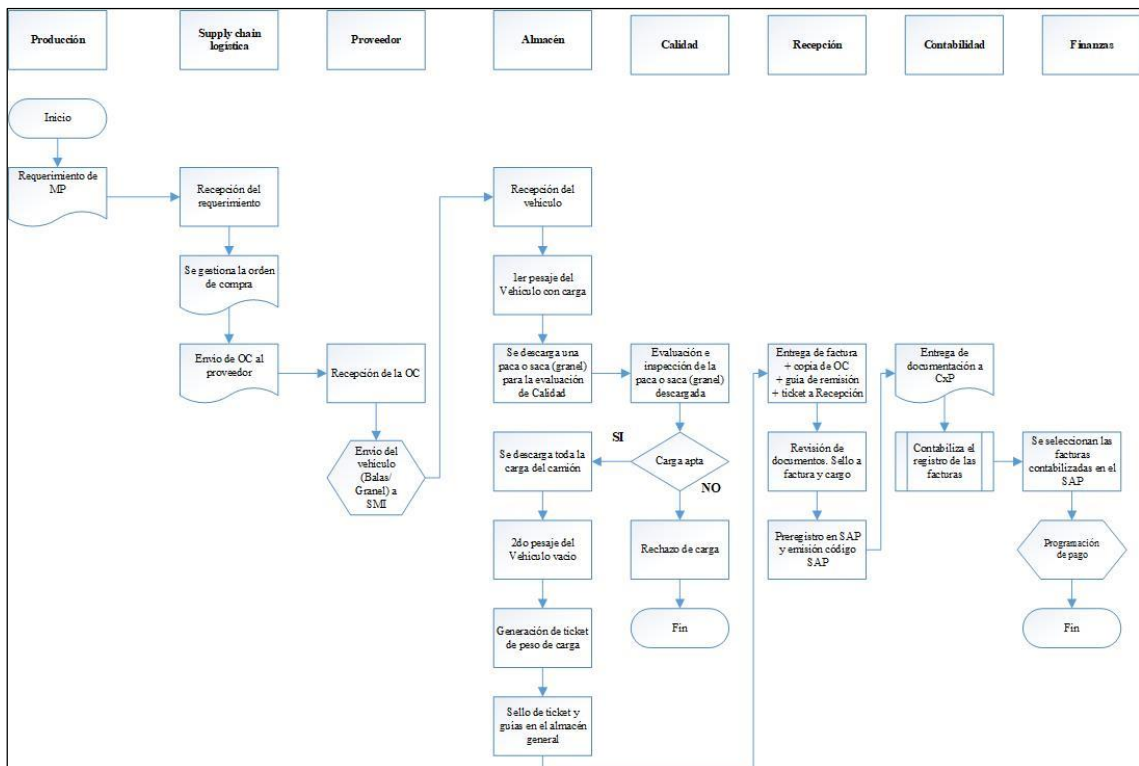 Producción
Supply chain
logística
Proveedor
Almacén
Calidad
Recepción
Contabilidad
Finanzas
Inicio
Requerimiento de
MP
Recepción del
requerimiento
Se gestiona la orden
de compra
Envio de OC al
proveedor
Recepción de la OC
Envio del
vehiculo
(Balas/
Granel) a
SMI
Recepción del
vehiculo
1er pesaje del
Vehiculo con carga
Se descarga una
paca o saca (granel)
para la evaluación
de Calidad
Evaluación e
inspección de la
paca o saca (granel)
descargada
SI
Carga apta
NO
Se descarga toda la
carga del camión
Rechazo de carga
Fin
2do pesaje del
Vehiculo vacio
Generación de ticket
de peso de carga
Sello de ticket y
guias en el almacén
general
Entrega de factura
+ copia de OC
+ guia de remisión
+ ticket a Recepción
Revisión de
documentos. Sello
a factura y cargo
Preregistro en SAP
y emisión código
SAP
Entrega de
documentación a
CxP
Contabiliza el
registro de las
facturas
Se seleccionan las
facturas
contabilizadas en el
SAP
Programación
de pago
Fin